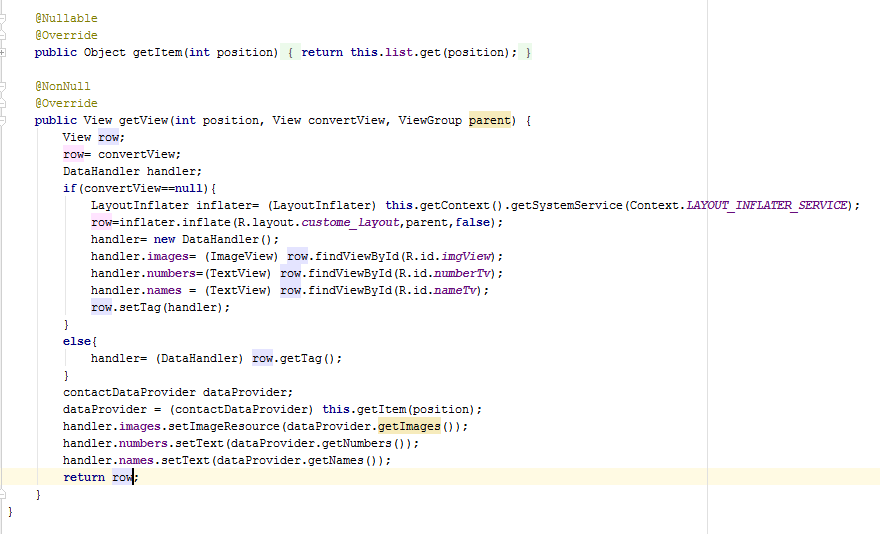 @Nullable
@Override
public Object getItem(int position) { return this.list.get(position); }
@NonNull
@Override
public View getView(int position, View convertView, ViewGroup parent) {
View row;
row= convertView;
DataHandler handler;
if(convertView==null){
LayoutInflater inflater= (LayoutInflater) this.getContext().getSystemService(Context.LAYOUT_INFLATER_SERVICE);
row=inflater.inflate(R.layout.custome_layout,parent,false);
handler= new DataHandler();
handler.images= (ImageView) row.findViewById(R.id.imgView);
handler.numbers=(TextView) row.findViewById(R.id.numberTv);
handler.names = (TextView) row.findViewById(R.id.nameTv);
row.setTag(handler);
}
else{
handler= (DataHandler) row.getTag();
}
contactDataProvider dataProvider;
dataProvider = (contactDataProvider) this.getItem(position);
handler.images.setImageResource(dataProvider.getImages());
handler.numbers.setText(dataProvider.getNumbers());
handler.names.setText(dataProvider.getNames());
return row;
}
}